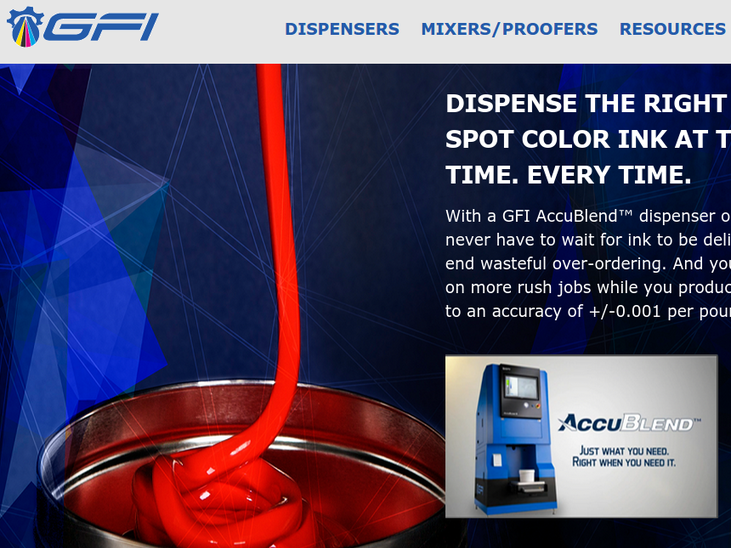 GFI
DISPENSERS MIXERS/PROOFERS RESOURCES
DISPENSE THE RIGHT
SPOT COLOR INK AT T
TIME. EVERY TIME.
With a GFI AccuBlend™ dispenser o
never have to wait for ink to be deli
end wasteful over-ordering. And you
on more rush jobs while you produc
to an accuracy of +/-0.001 per pour
ACCUBLEND™
JUST WHAT YOU NEED.
RIGHT WHEN YOU NEED IT.
GFI